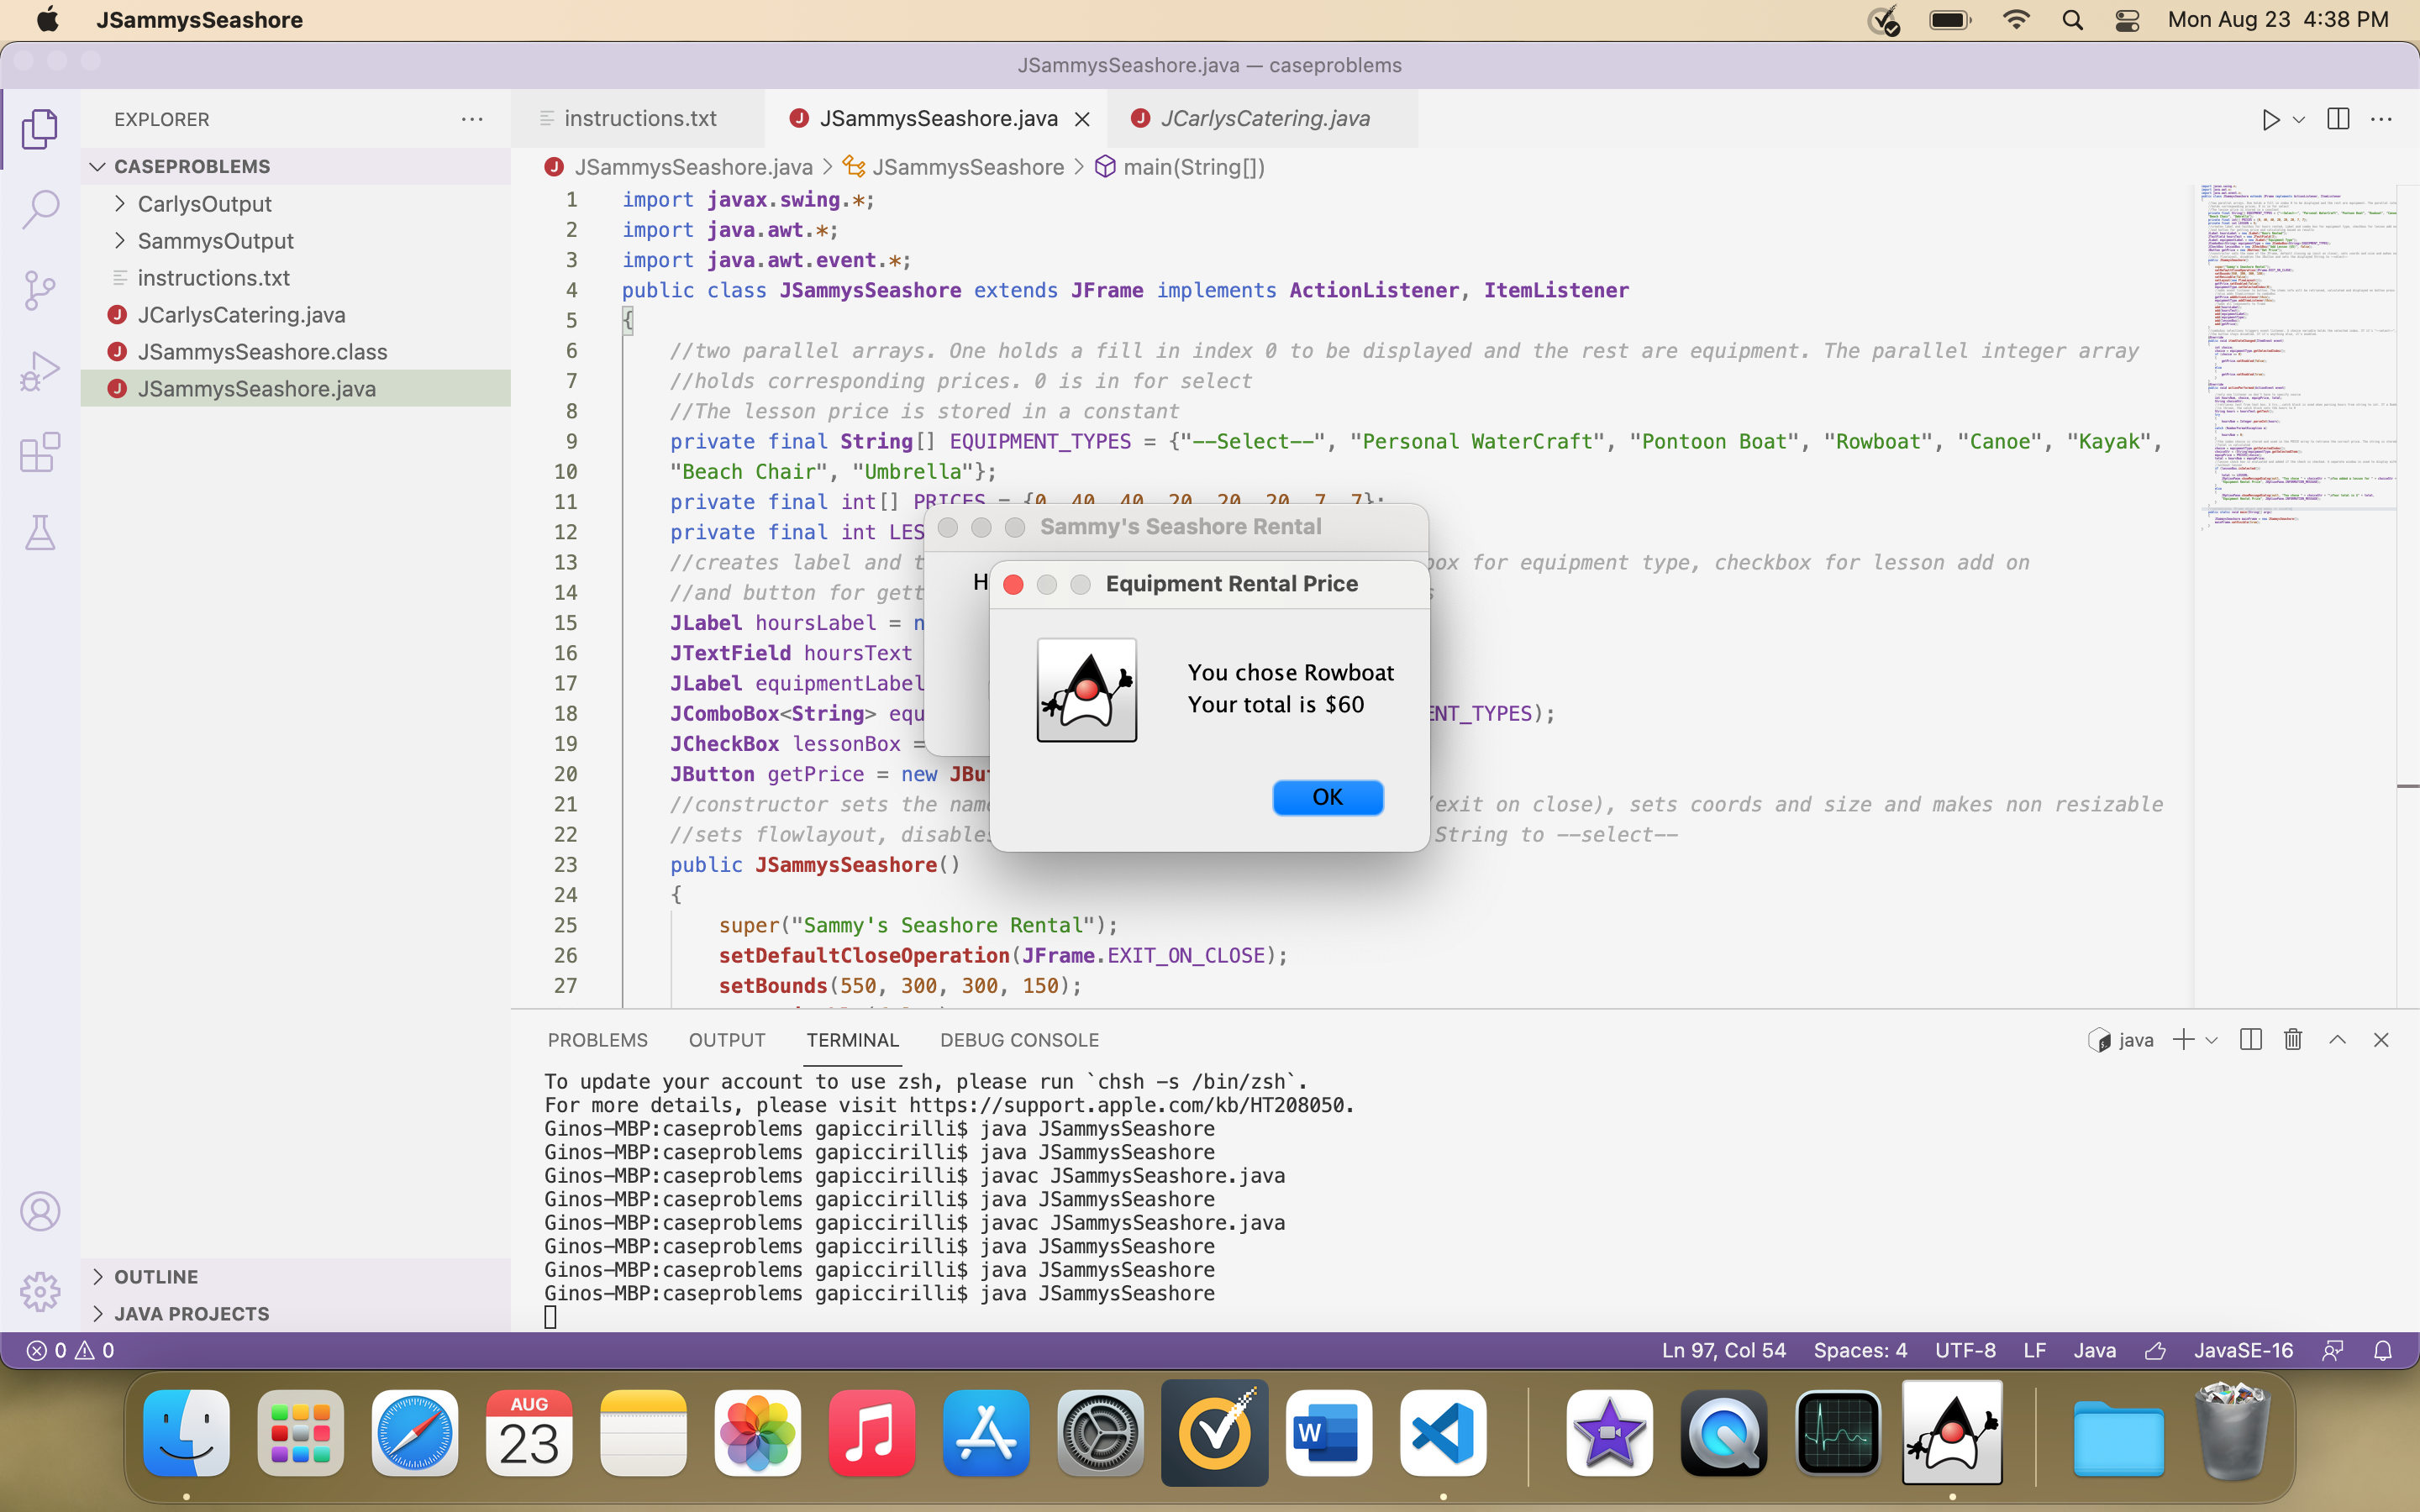 JSammysSeashore
Mon Aug 23 4:38 PM
JSammysSeashore.java — caseproblems
EXPLORER
instructions.txt
JSammysSeashore.java
JCarlysCatering.java
CASEPROBLEMS
CarlysOutput
SammysOutput
instructions.txt
JCarlysCatering.java
JSammysSeashore.class
JSammysSeashore.java
OUTLINE
JAVA PROJECTS
JSammysSeashore.java > JSammysSeashore > main(String[])
1 import javax.swing.*;
2 import java.awt.*;
3 import java.awt.event.*;
4 public class JSammysSeashore extends JFrame implements ActionListener, ItemListener
5 {
6 //two parallel arrays. One holds a fill in index 0 to be displayed and the rest are equipment. The parallel integer array
7 //holds corresponding prices. 0 is in for select
8 //The lesson price is stored in a constant
9 private final String[] EQUIPMENT_TYPES = {"--Select--", "Personal WaterCraft", "Pontoon Boat", "Rowboat", "Canoe", "Kayak",
10 "Beach Chair", "Umbrella"};
11 private final int[] PRICES = {0, 40, 40, 20, 20, 20, 7, 7};
12 private final int LES
13 //creates label and t box for equipment type, checkbox for lesson add on
14 //and button for gett s
15 JLabel hoursLabel = n
16 JTextField hoursText
17 JLabel equipmentLabel
18 JComboBox<String> equ ENT_TYPES);
19 JCheckBox lessonBox =
20 JButton getPrice = new JBut
21 //constructor sets the name (exit on close), sets coords and size and makes non resizable
22 //sets flowlayout, disables String to --select--
23 public JSammysSeashore()
24 {
25 super("Sammy's Seashore Rental");
26 setDefaultCloseOperation(JFrame.EXIT_ON_CLOSE);
27 setBounds(550, 300, 300, 150);
Sammy's Seashore Rental
H
Equipment Rental Price
You chose Rowboat
Your total is $60
OK
PROBLEMS OUTPUT TERMINAL DEBUG CONSOLE
java
To update your account to use zsh, please run `chsh -s /bin/zsh`.
For more details, please visit https://support.apple.com/kb/HT208050.
Ginos-MBP:caseproblems gapiccirilli$ java JSammysSeashore
Ginos-MBP:caseproblems gapiccirilli$ java JSammysSeashore
Ginos-MBP:caseproblems gapiccirilli$ javac JSammysSeashore.java
Ginos-MBP:caseproblems gapiccirilli$ java JSammysSeashore
Ginos-MBP:caseproblems gapiccirilli$ javac JSammysSeashore.java
Ginos-MBP:caseproblems gapiccirilli$ java JSammysSeashore
Ginos-MBP:caseproblems gapiccirilli$ java JSammysSeashore
Ginos-MBP:caseproblems gapiccirilli$ java JSammysSeashore
0 0
Ln 97, Col 54 Spaces: 4 UTF-8 LF Java JavaSE-16
AUG
23
W